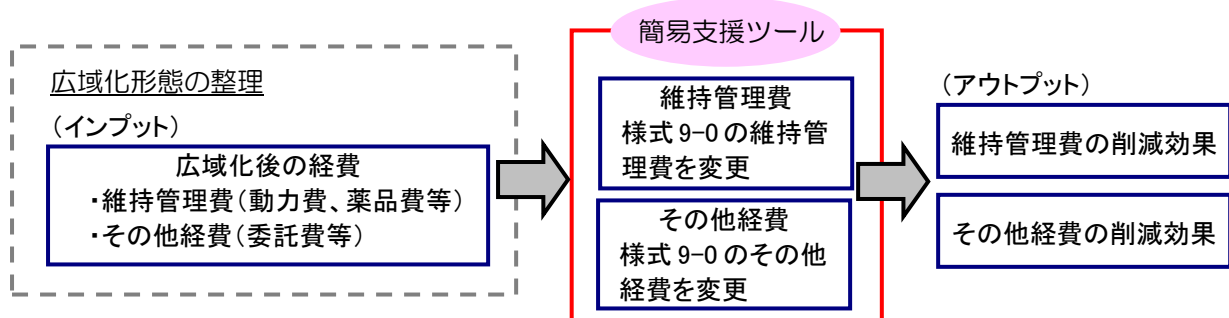 広域化形態の整理
（インプット）
広域化後の経費
・維持管理費（動力費、薬品費等）
・その他経費（委託費等）
簡易支援ツール
維持管理費
様式 9-0 の維持管
理費を変更
その他経費
様式 9-0 のその他
経費を変更
（アウトプット）
維持管理費の削減効果
その他経費の削減効果